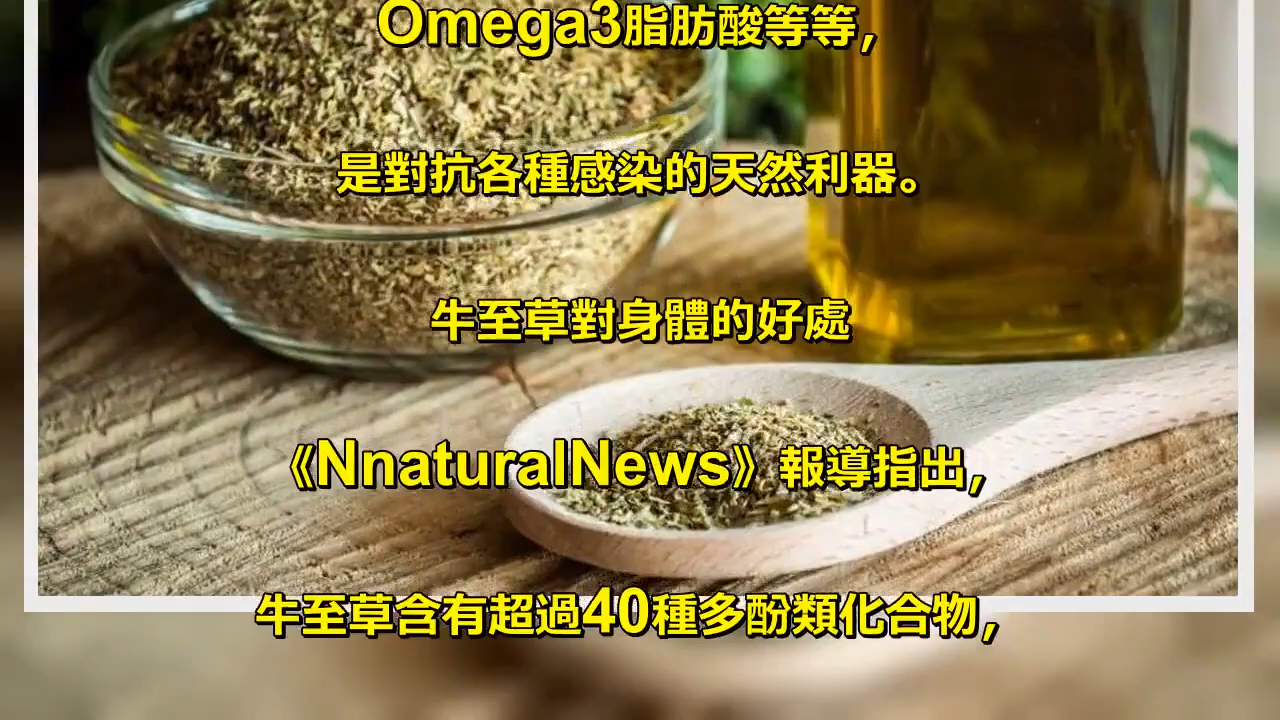 Omega3脂肪酸等等,
是對抗各種感染的天然利器。
牛至草對身體的好處
《NnaturalNews》報導指出,
牛至草含有超過40種多酚類化合物,